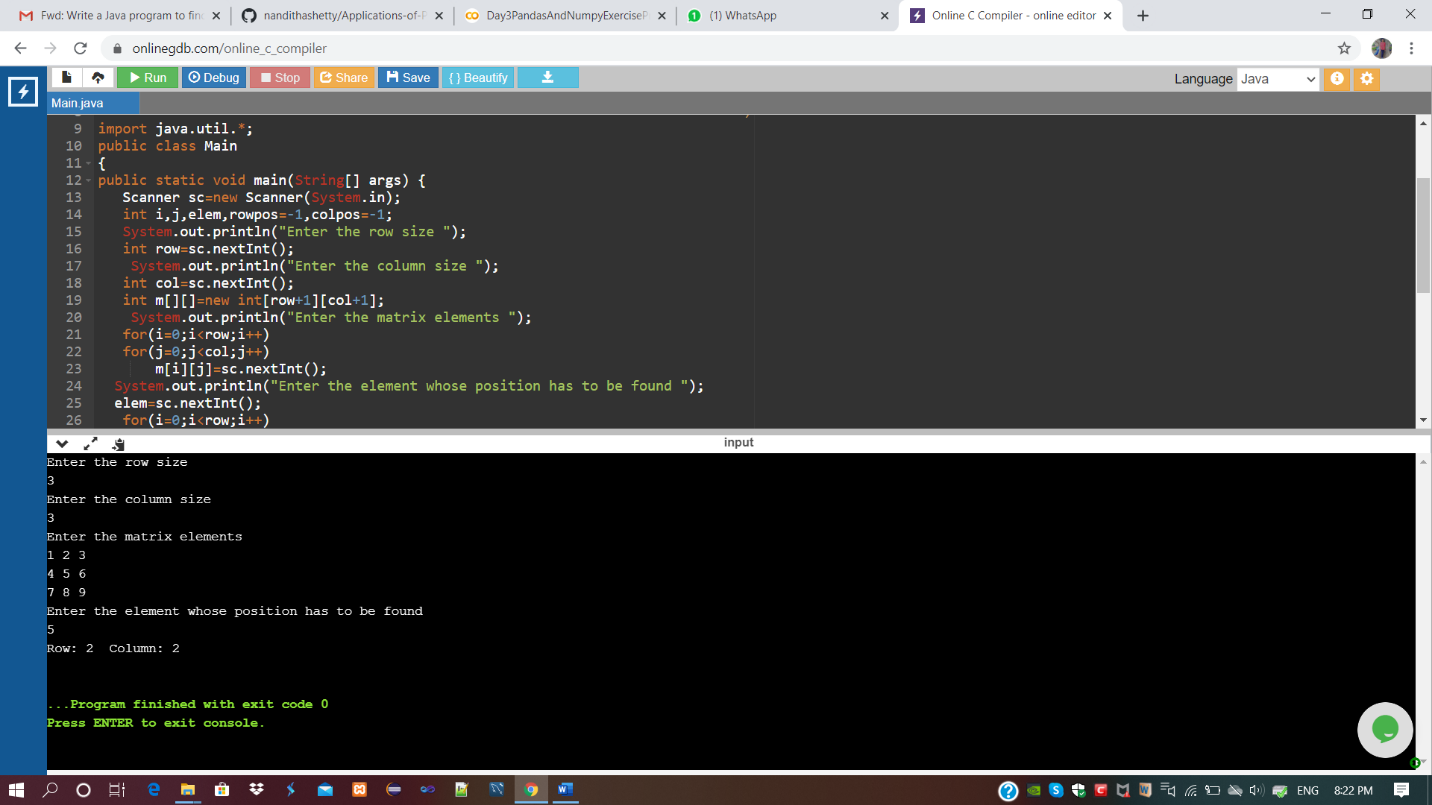 Fwd: Write a Java program to find
nandithashetty/Applications-of-P
Day3PandasAndNumpyExerciseP
(1) WhatsApp
Online C Compiler - online editor
onlinegdb.com/online_c_compiler
Run Debug Stop Share Save { } Beautify
Language Java
Main.java
9 import java.util.*;
10 public class Main
11 {
12 public static void main(String[] args) {
13 Scanner sc=new Scanner(System.in);
14 int i,j,elem,rowpos=-1,colpos=-1;
15 System.out.println("Enter the row size ");
16 int row=sc.nextInt();
17 System.out.println("Enter the column size ");
18 int col=sc.nextInt();
19 int m[][]=new int[row+1][col+1];
20 System.out.println("Enter the matrix elements ");
21 for(i=0;i<row;i++)
22 for(j=0;j<col;j++)
23 m[i][j]=sc.nextInt();
24 System.out.println("Enter the element whose position has to be found ");
25 elem=sc.nextInt();
26 for(i=0;i<row;i++)
input
Enter the row size
3
Enter the column size
3
Enter the matrix elements
1 2 3
4 5 6
7 8 9
Enter the element whose position has to be found
5
Row: 2  Column: 2
...Program finished with exit code 0
Press ENTER to exit console.
ENG 8:22 PM